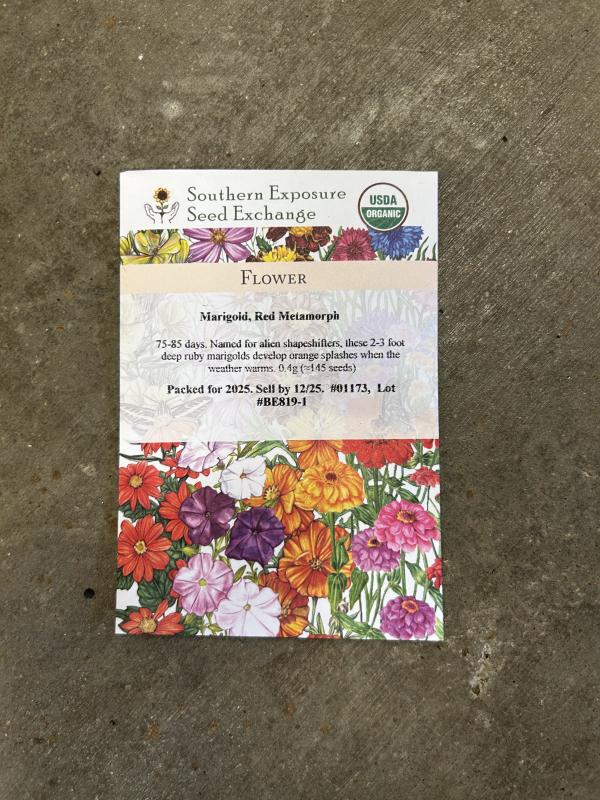 Southern Exposure
Seed Exchange
USDA
ORGANIC
FLOWER
Marigold, Red Metamorph
75-85 days. Named for alien shapeshifters, these 2-3 foot
deep ruby marigolds develop orange splashes when the
weather warms. 0.4g (≈145 seeds)
Packed for 2025. Sell by 12/25. #01173, Lot
#BE819-1